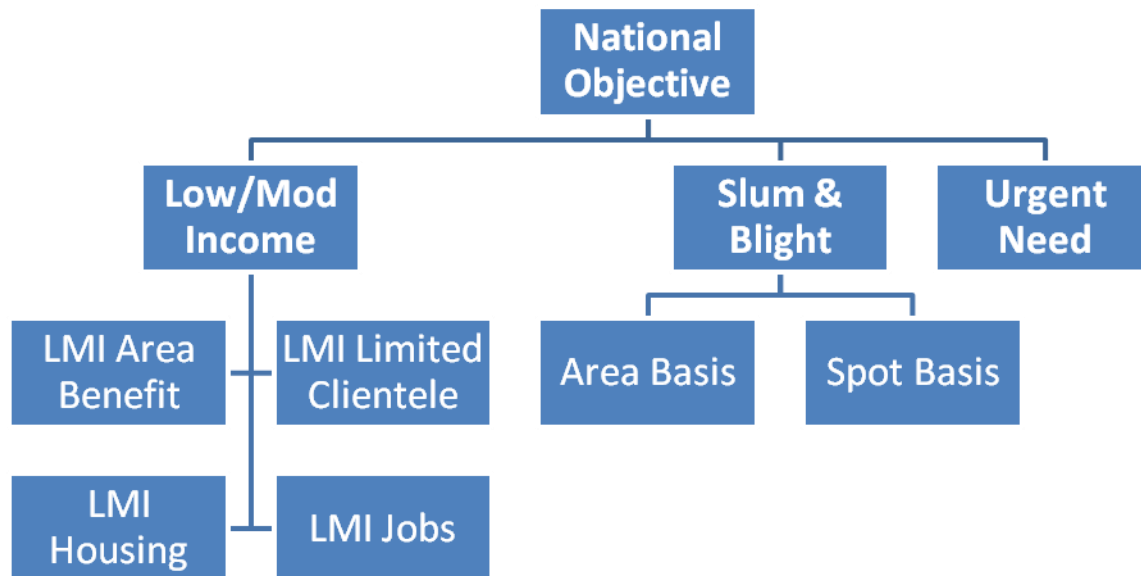 National
Objective
Low/Mod
Income
Slum &
Blight
Urgent
Need
LMI Area
Benefit
LMI Limited
Clientele
Area Basis
Spot Basis
LMI
Housing
LMI Jobs